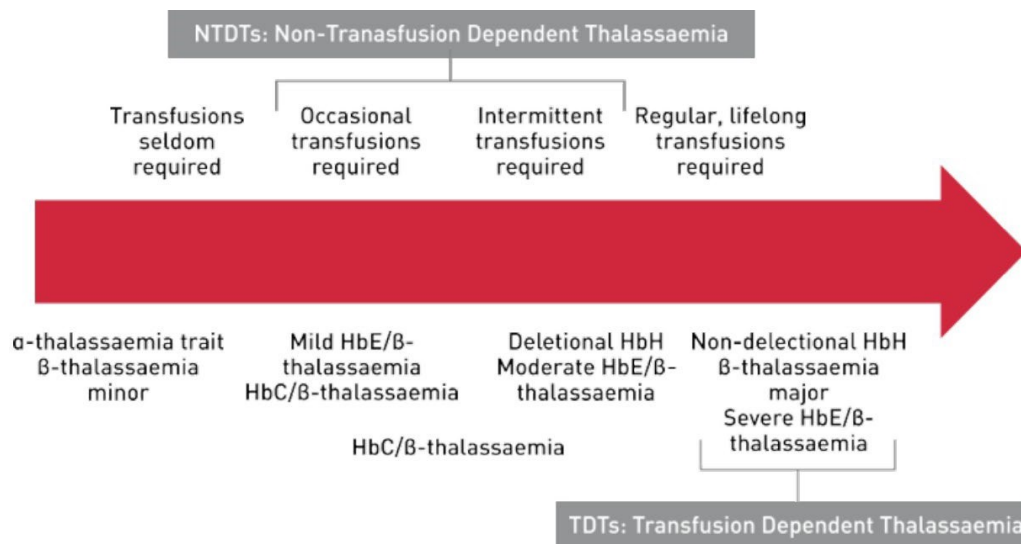 NTDTs: Non-Tranasfusion Dependent Thalassaemia
Transfusions
seldom
required
Occasional
transfusions
required
Intermittent
transfusions
required
Regular, lifelong
transfusions
required
α-thalassaemia trait
β-thalassaemia
minor
Mild HbE/β-
thalassaemia
HbC/β-thalassaemia
HbC/β-thalassaemia
Deletional HbH
Moderate HbE/β-
thalassaemia
Non-delectional HbH
β-thalassaemia
major
Severe HbE/β-
thalassaemia
TDTs: Transfusion Dependent Thalassaemia